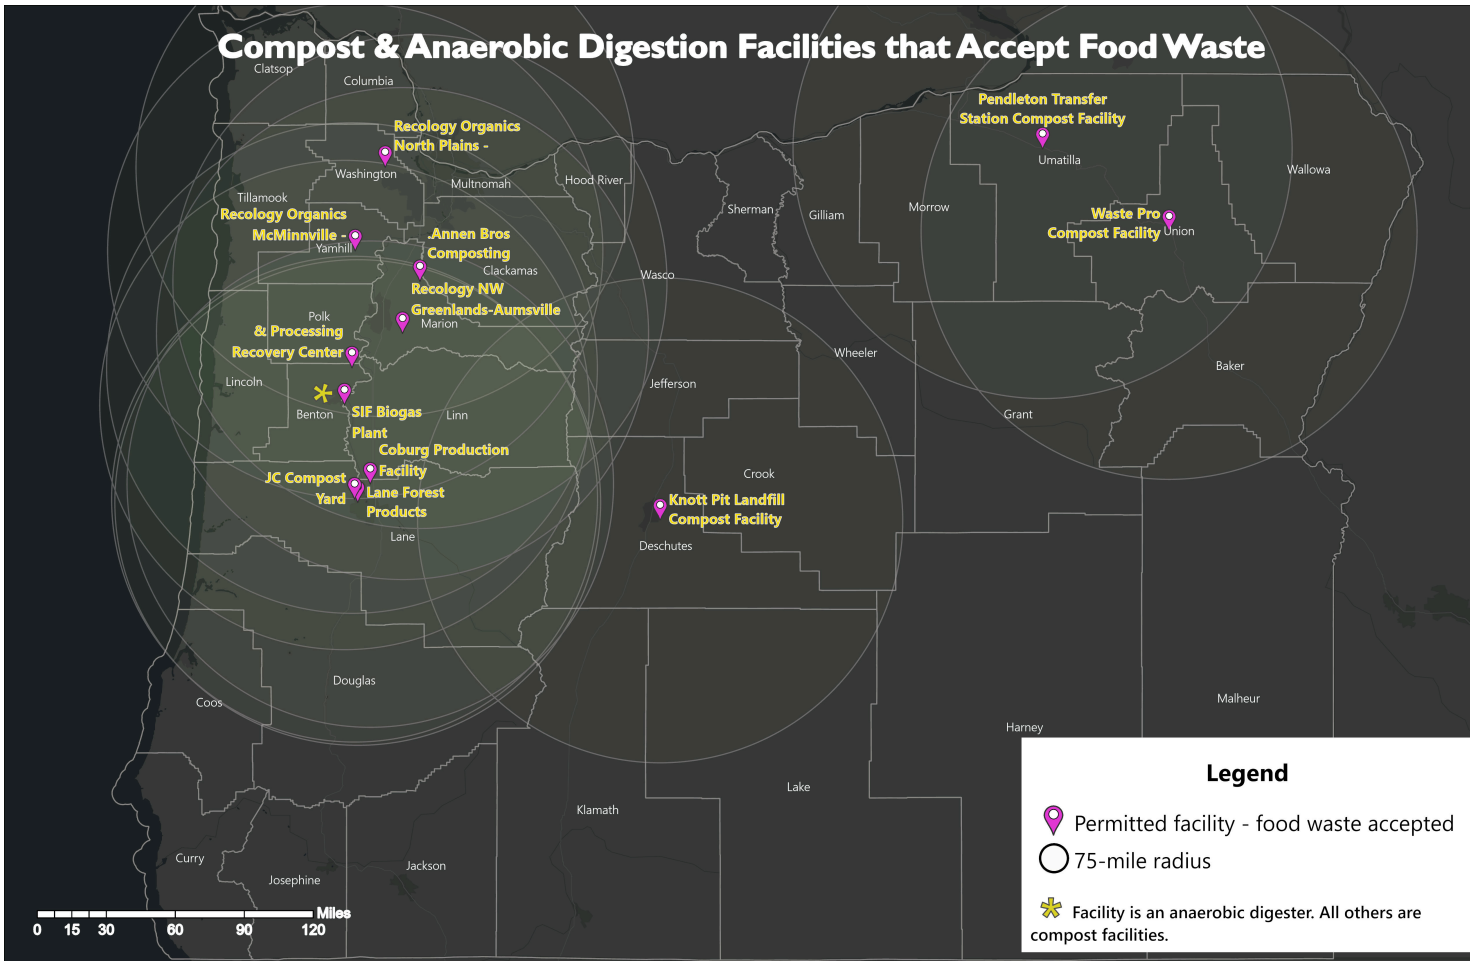 Compost & Anaerobic Digestion Facilities that Accept Food Waste
Clatsop
Columbia
Recology Organics
North Plains -
Washington
Multnomah
Hood River
Tillamook
Recology Organics
McMinnville -
Yamhill
.Annen Bros
Composting
Clackamas
Recology NW
Greenlands-Aumsville
Marion
Polk
& Processing
Recovery Center
Lincoln
Benton
SIF Biogas
Plant
Linn
Coburg Production
Facility
JC Compost
Yard
Lane Forest
Products
Lane
Douglas
Coos
Curry
Josephine
Jackson
Klamath
Lake
Wasco
Sherman
Gilliam
Morrow
Pendleton Transfer
Station Compost Facility
Umatilla
Wallowa
Waste Pro
Compost Facility
Union
Wheeler
Jefferson
Baker
Grant
Crook
Knott Pit Landfill
Compost Facility
Deschutes
Harney
Malheur
Legend
Permitted facility - food waste accepted
75-mile radius
Facility is an anaerobic digester. All others are
compost facilities.
Miles
0 15 30 60 90 120